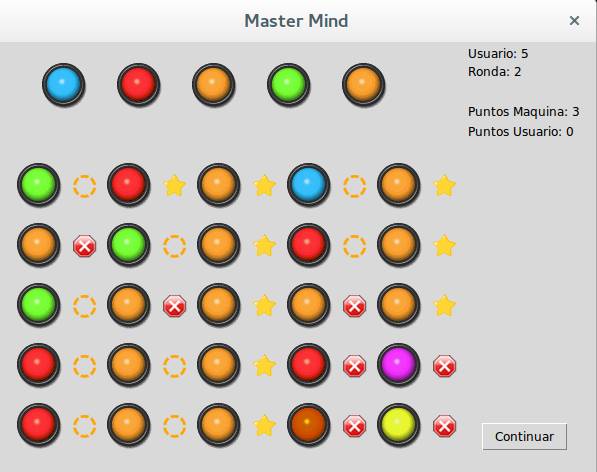 Master Mind
Usuario: 5
Ronda: 2
Puntos Maquina: 3
Puntos Usuario: 0
Continuar